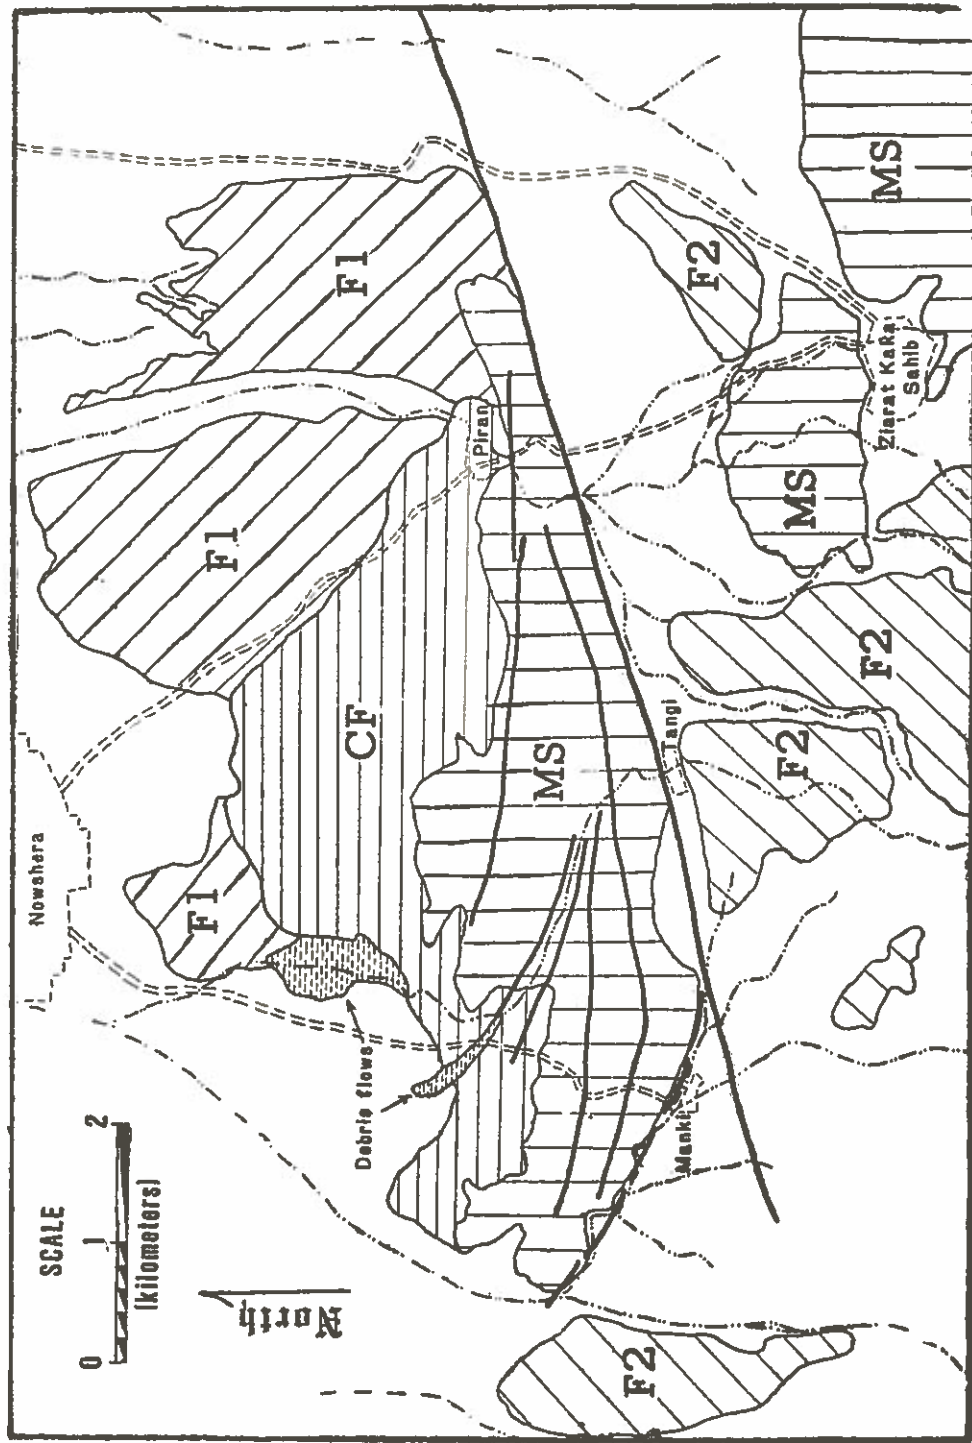 Nowshera
SCALE
0 1 2
(kilometers)
North
Debris flows
F1
F1
F1
CF
MS
Piran
Tangi
Manki
F2
F2
F2
F2
MS
MS
Ziarat Kaka
Sahib